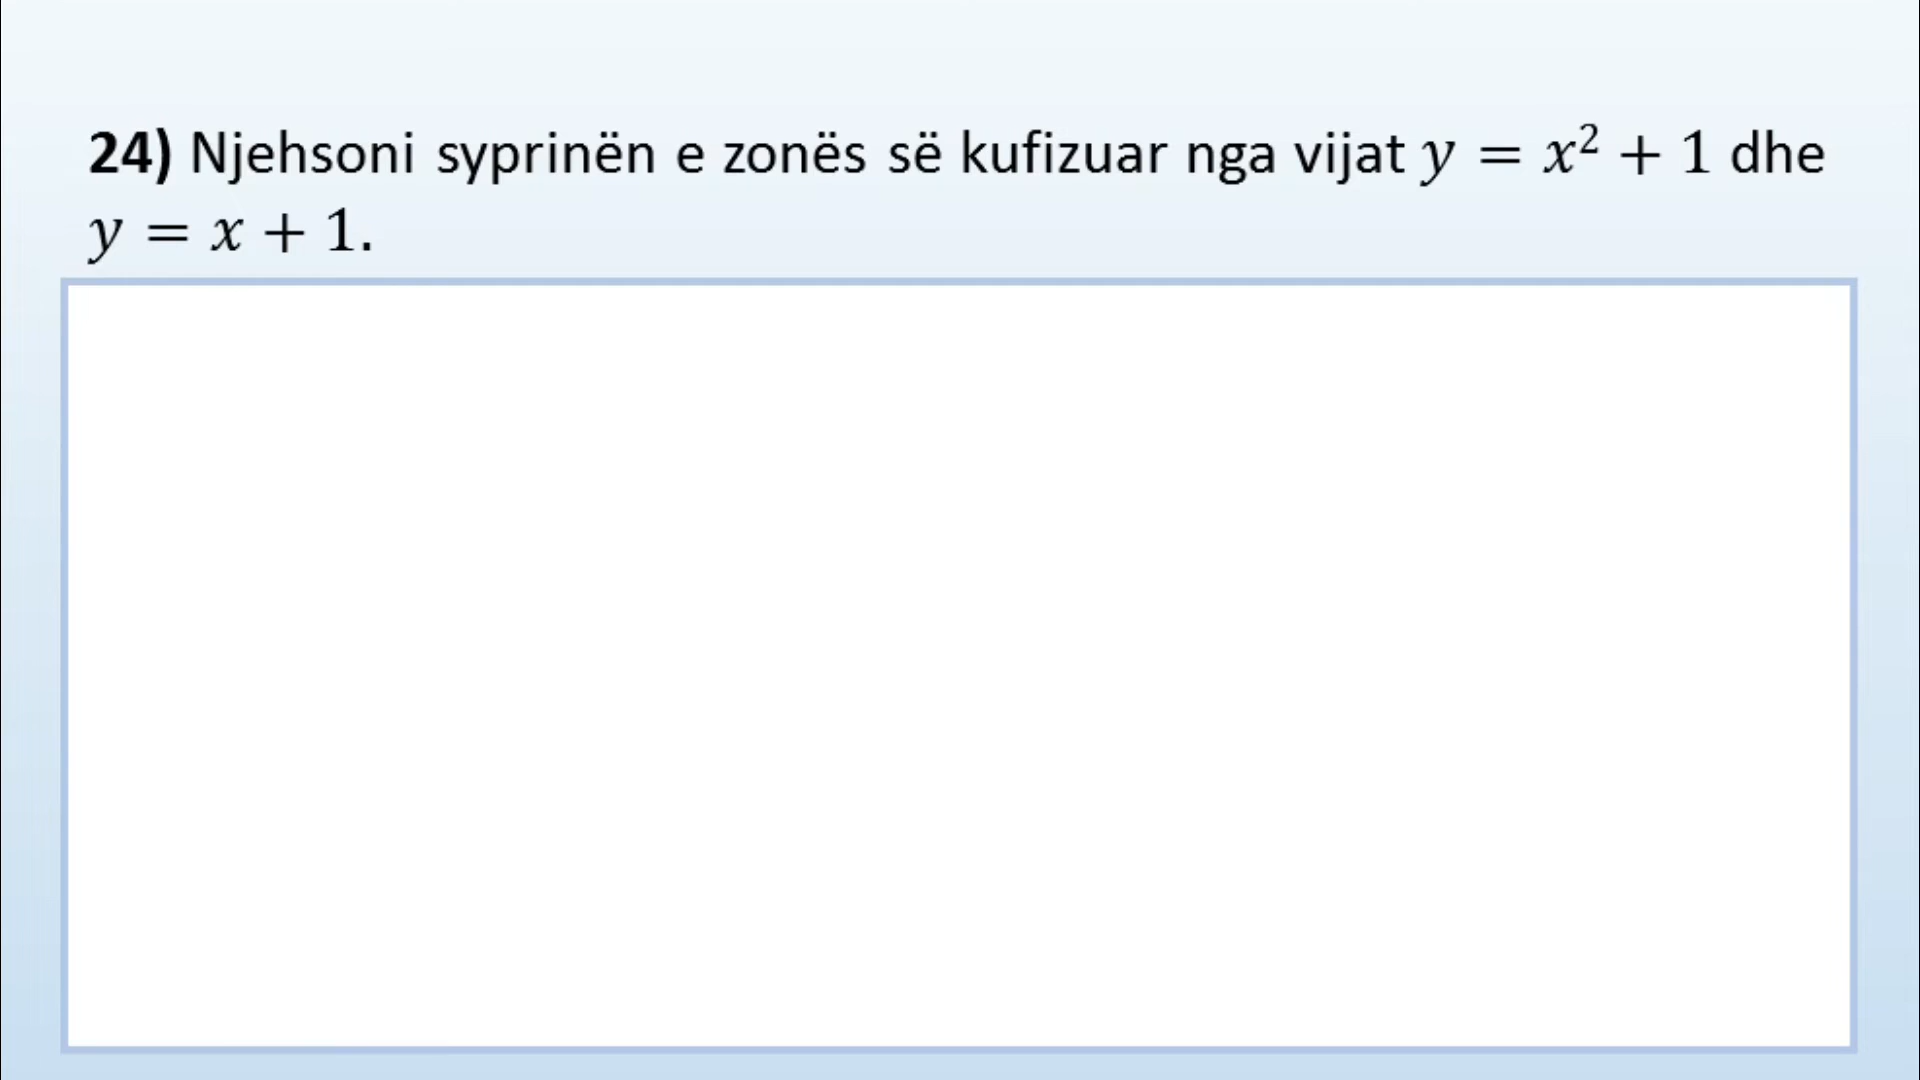 24) Njehsoni syprinën e zonës së kufizuar nga vijat y = x² + 1 dhe
y = x + 1.